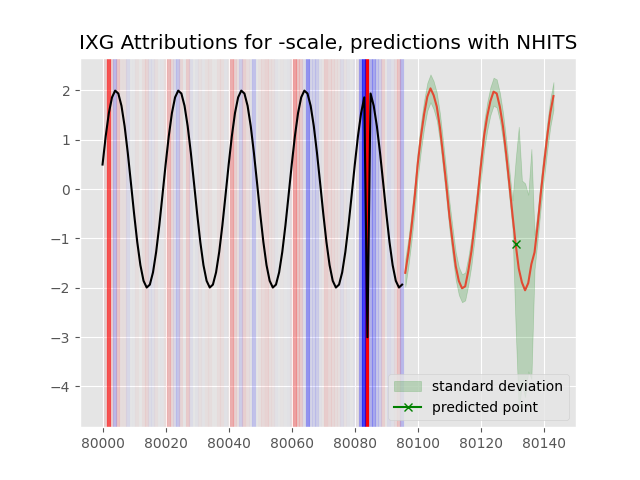 IXG Attributions for -scale, predictions with NHITS
2
1
0
−1
−2
−3
−4
standard deviation
predicted point
80000 80020 80040 80060 80080 80100 80120 80140